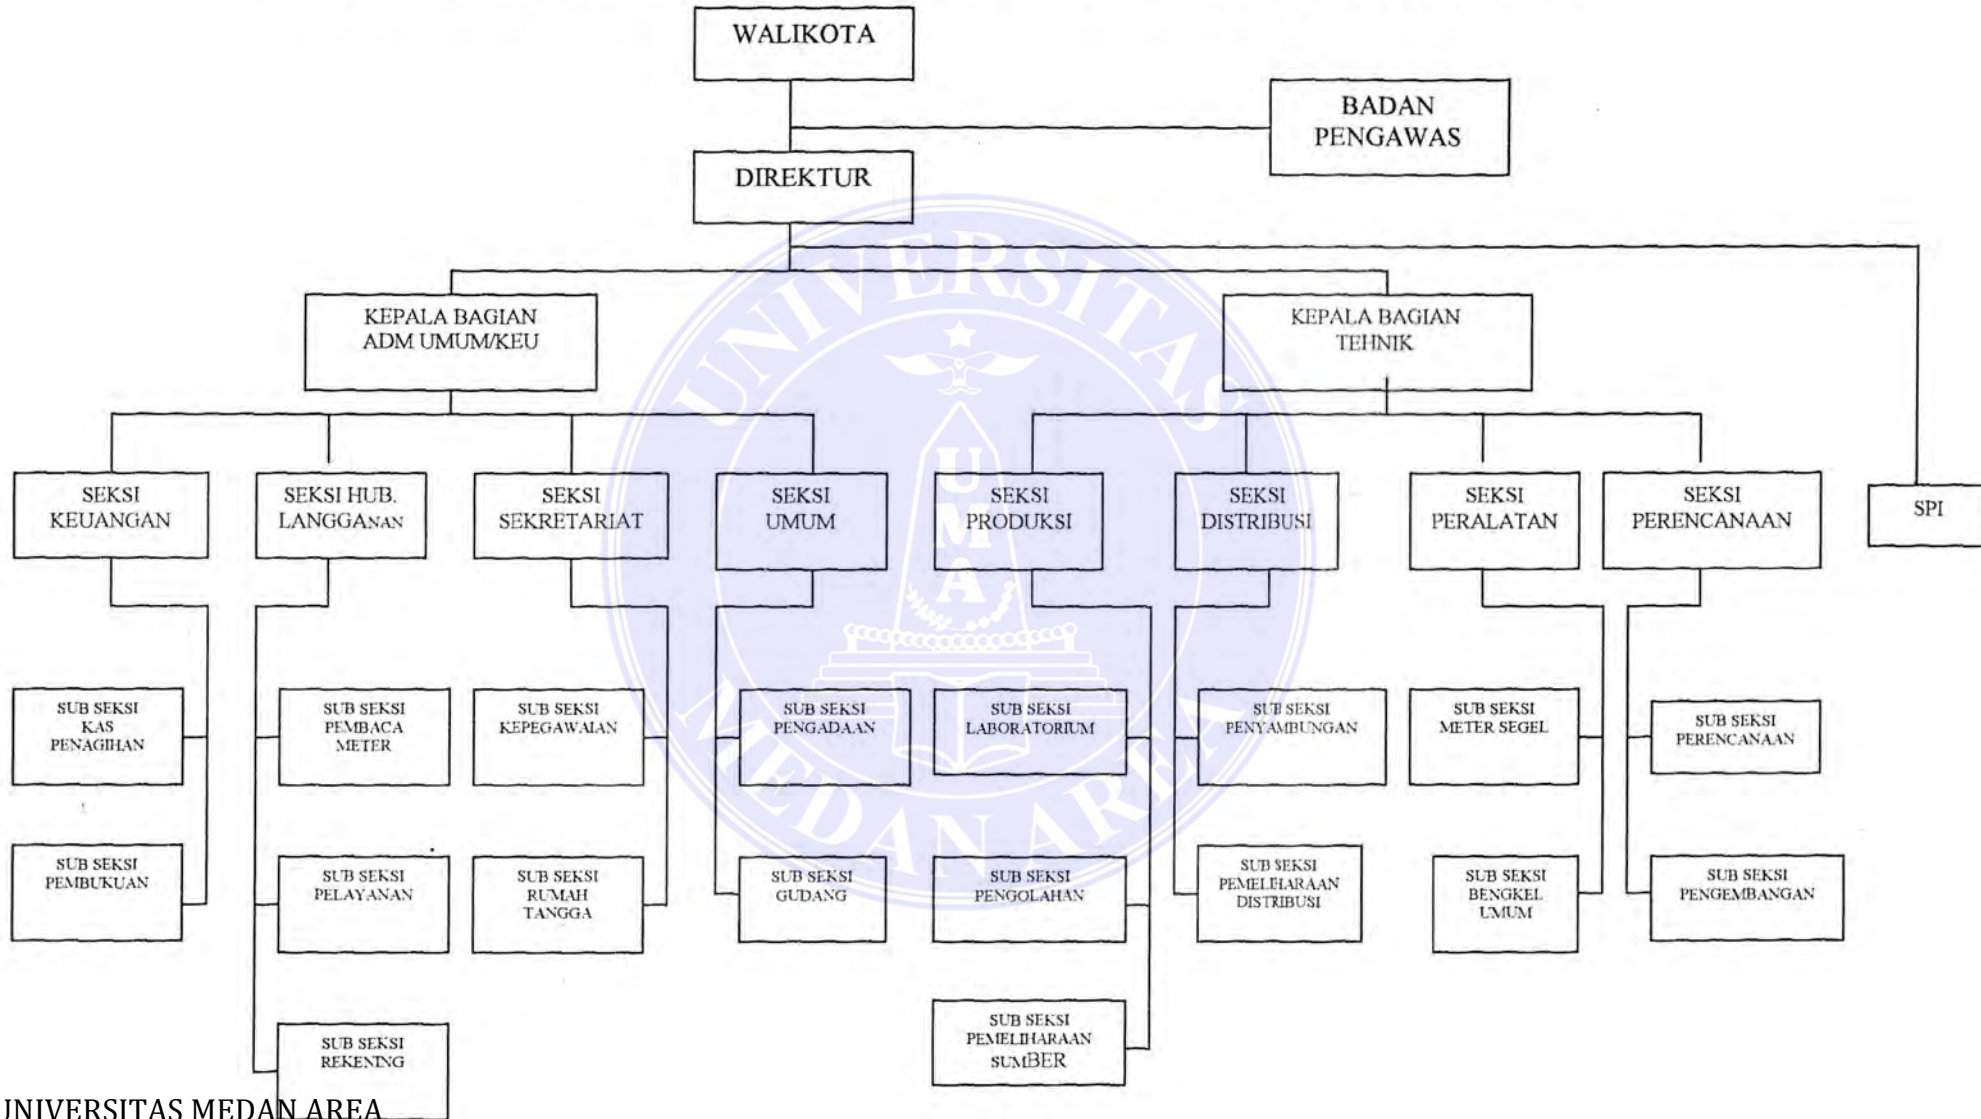 WALIKOTA
BADAN
PENGAWAS
DIREKTUR
KEPALA BAGIAN
ADM UMUM/KEU
KEPALA BAGIAN
TEHNIK
SEKSI
KEUANGAN
SEKSI HUB.
LANGGANAN
SEKSI
SEKRETARIAT
SEKSI
UMUM
SEKSI
PRODUKSI
SEKSI
DISTRIBUSI
SEKSI
PERALATAN
SEKSI
PERENCANAAN
SPI
SUB SEKSI
KAS
PENAGIHAN
SUB SEKSI
PEMBACA
METER
SUB SEKSI
KEPEGAWAIAN
SUB SEKSI
PENGADAAN
SUB SEKSI
LABORATORIUM
SUB SEKSI
PENYAMBUNGAN
SUB SEKSI
METER SEGEL
SUB SEKSI
PERENCANAAN
SUB SEKSI
PEMBUKUAN
SUB SEKSI
PELAYANAN
SUB SEKSI
RUMAH
TANGGA
SUB SEKSI
GUDANG
SUB SEKSI
PENGOLAHAN
SUB SEKSI
PEMELIHARAAN
DISTRIBUSI
SUB SEKSI
BENGKEL
UMUM
SUB SEKSI
PENGEMBANGAN
SUB SEKSI
REKENING
SUB SEKSI
PEMELIHARAAN
SUMBER
UNIVERSITAS MEDAN AREA
UNIVERSITAS
UMA
MEDAN AREA